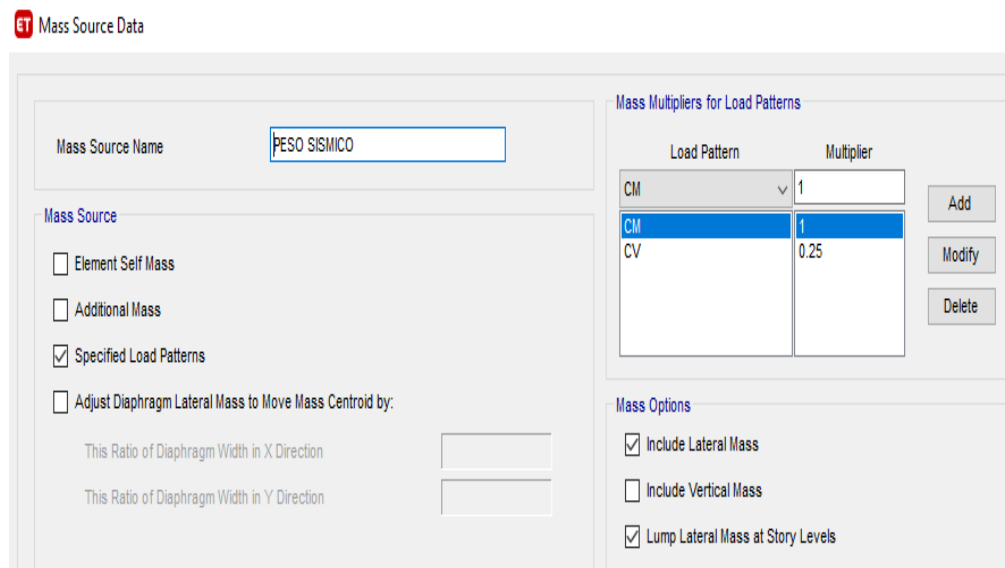 ET Mass Source Data
Mass Source Name PESO SISMICO
Mass Source
Element Self Mass
Additional Mass
Specified Load Patterns
Adjust Diaphragm Lateral Mass to Move Mass Centroid by:
This Ratio of Diaphragm Width in X Direction
This Ratio of Diaphragm Width in Y Direction
Mass Multipliers for Load Patterns
Load Pattern Multiplier
CM 1
CM 1
CV 0.25
Add
Modify
Delete
Mass Options
Include Lateral Mass
Include Vertical Mass
Lump Lateral Mass at Story Levels